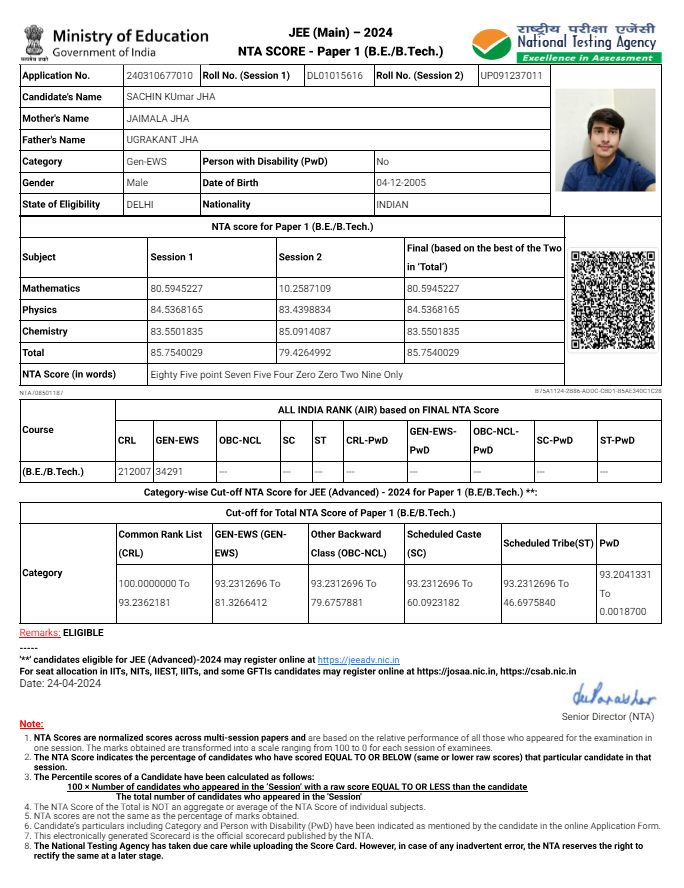 Ministry of Education
Government of India
सत्यमेव जयते
JEE (Main) – 2024
NTA SCORE - Paper 1 (B.E./B.Tech.)
राष्ट्रीय परीक्षा एजेंसी
National Testing Agency
Excellence in Assessment
Application No. 240310677010 Roll No. (Session 1) DL01015616 Roll No. (Session 2) UP091237011
Candidate's Name SACHIN KUmar JHA
Mother's Name JAIMALA JHA
Father's Name UGRAKANT JHA
Category Gen-EWS Person with Disability (PwD) No
Gender Male Date of Birth 04-12-2005
State of Eligibility DELHI Nationality INDIAN
NTA score for Paper 1 (B.E./B.Tech.)
Subject Session 1 Session 2 Final (based on the best of the Two
in 'Total')
Mathematics 80.5945227 10.2587109 80.5945227
Physics 84.5368165 83.4398834 84.5368165
Chemistry 83.5501835 85.0914087 83.5501835
Total 85.7540029 79.4264992 85.7540029
NTA Score (in words) Eighty Five point Seven Five Four Zero Zero Two Nine Only
NTA708501187
B75A1124-2B86-ADDC-CBD1-B5AE340C1C28
ALL INDIA RANK (AIR) based on FINAL NTA Score
Course CRL GEN-EWS OBC-NCL SC ST CRL-PwD GEN-EWS-PwD OBC-NCL-PwD SC-PwD ST-PwD
(B.E./B.Tech.) 212007 34291 --- --- --- --- --- --- --- ---
Category-wise Cut-off NTA Score for JEE (Advanced) - 2024 for Paper 1 (B.E/B.Tech.) **:
Cut-off for Total NTA Score of Paper 1 (B.E/B.Tech.)
Category
Common Rank List (CRL) GEN-EWS (GEN-EWS) Other Backward Class (OBC-NCL) Scheduled Caste (SC) Scheduled Tribe(ST) PwD
100.0000000 To 93.2362181 93.2312696 To 81.3266412 93.2312696 To 79.6757881 93.2312696 To 60.0923182 93.2312696 To 46.6975840 93.2041331 To 0.0018700
Remarks: ELIGIBLE
-----
'**' candidates eligible for JEE (Advanced)-2024 may register online at https://jeeadv.nic.in
For seat allocation in IITs, NITs, IIEST, IIITs, and some GFTIs candidates may register online at https://josaa.nic.in, https://csab.nic.in
Date: 24-04-2024
Senior Director (NTA)
Note:
1. NTA Scores are normalized scores across multi-session papers and are based on the relative performance of all those who appeared for the examination in
one session. The marks obtained are transformed into a scale ranging from 100 to 0 for each session of examinees.
2. The NTA Score indicates the percentage of candidates who have scored EQUAL TO OR BELOW (same or lower raw scores) that particular candidate in that
session.
3. The Percentile scores of a Candidate have been calculated as follows:
100 × Number of candidates who appeared in the 'Session' with a raw score EQUAL TO OR LESS than the candidate
The total number of candidates who appeared in the 'Session'
4. The NTA Score of the Total is NOT an aggregate or average of the NTA Score of individual subjects.
5. NTA scores are not the same as the percentage of marks obtained.
6. Candidate's particulars including Category and Person with Disability (PwD) have been indicated as mentioned by the candidate in the online Application Form.
7. This electronically generated Scorecard is the official scorecard published by the NTA.
8. The National Testing Agency has taken due care while uploading the Score Card. However, in case of any inadvertent error, the NTA reserves the right to
rectify the same at a later stage.